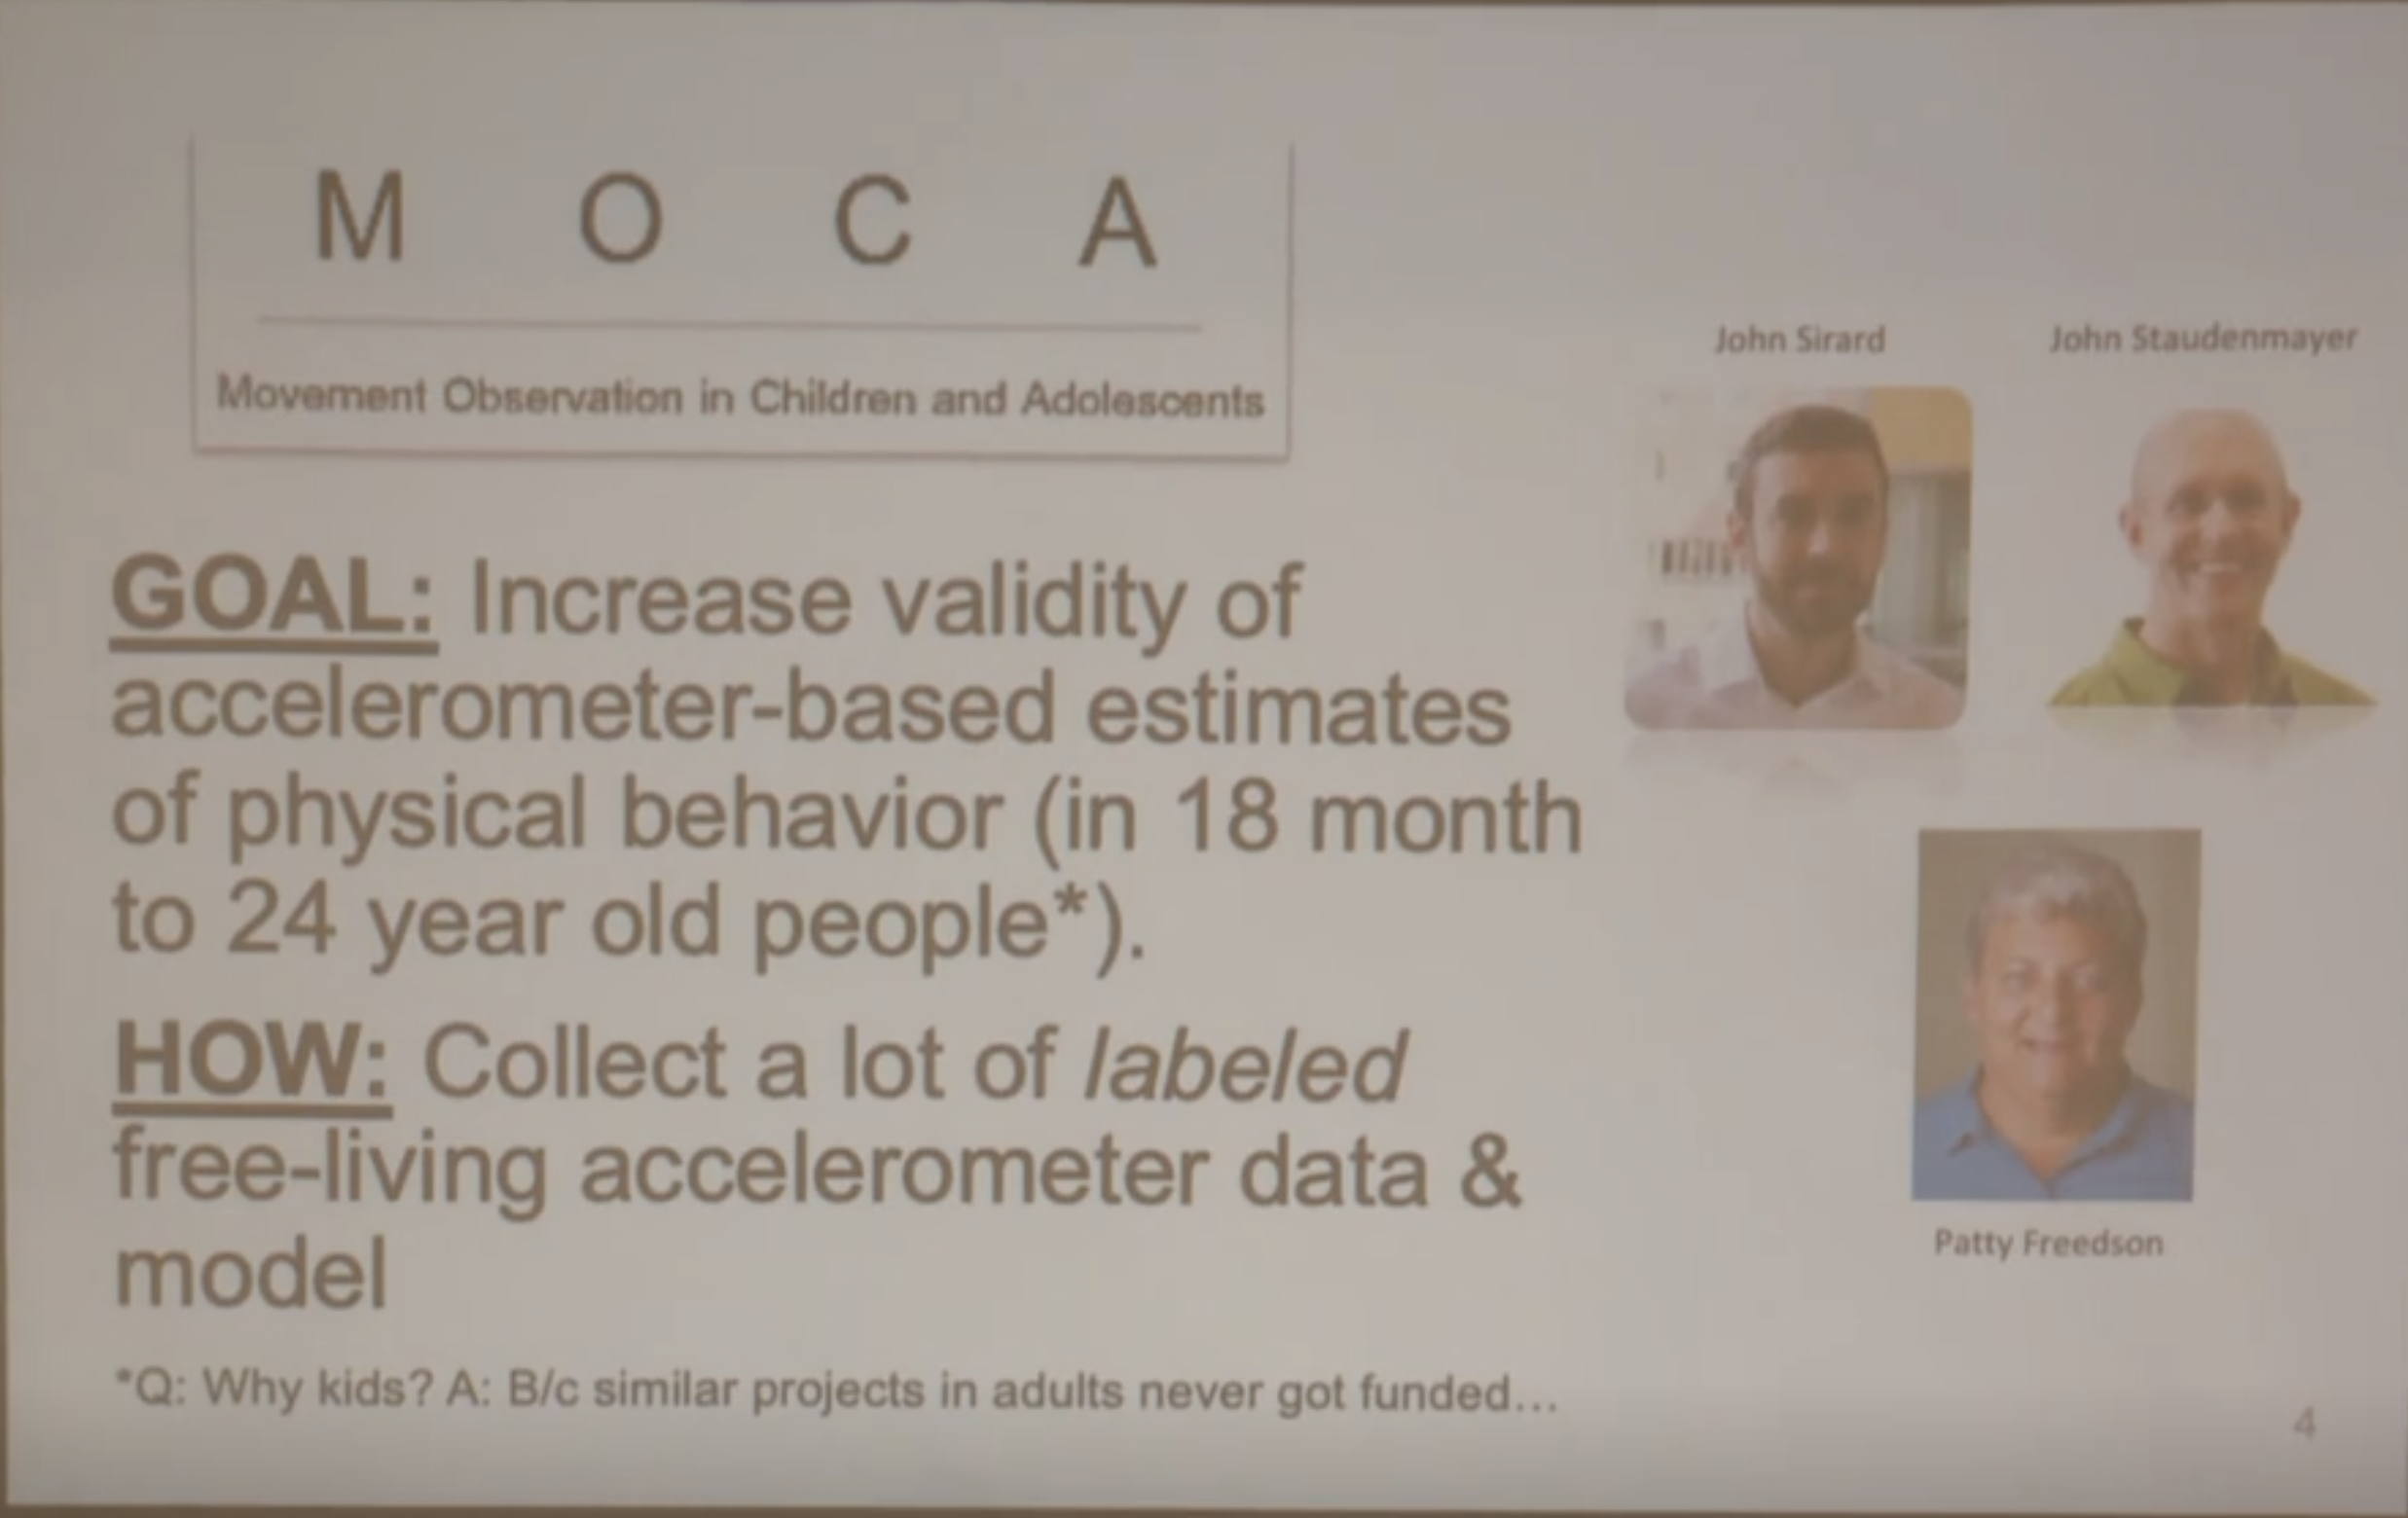 M O C A
Movement Observation in Children and Adolescents
GOAL: Increase validity of
accelerometer-based estimates
of physical behavior (in 18 month
to 24 year old people*).
HOW: Collect a lot of labeled
free-living accelerometer data &
model
*Q: Why kids? A: B/c similar projects in adults never got funded...
John Sirard
John Staudenmayer
Patty Freedson
4